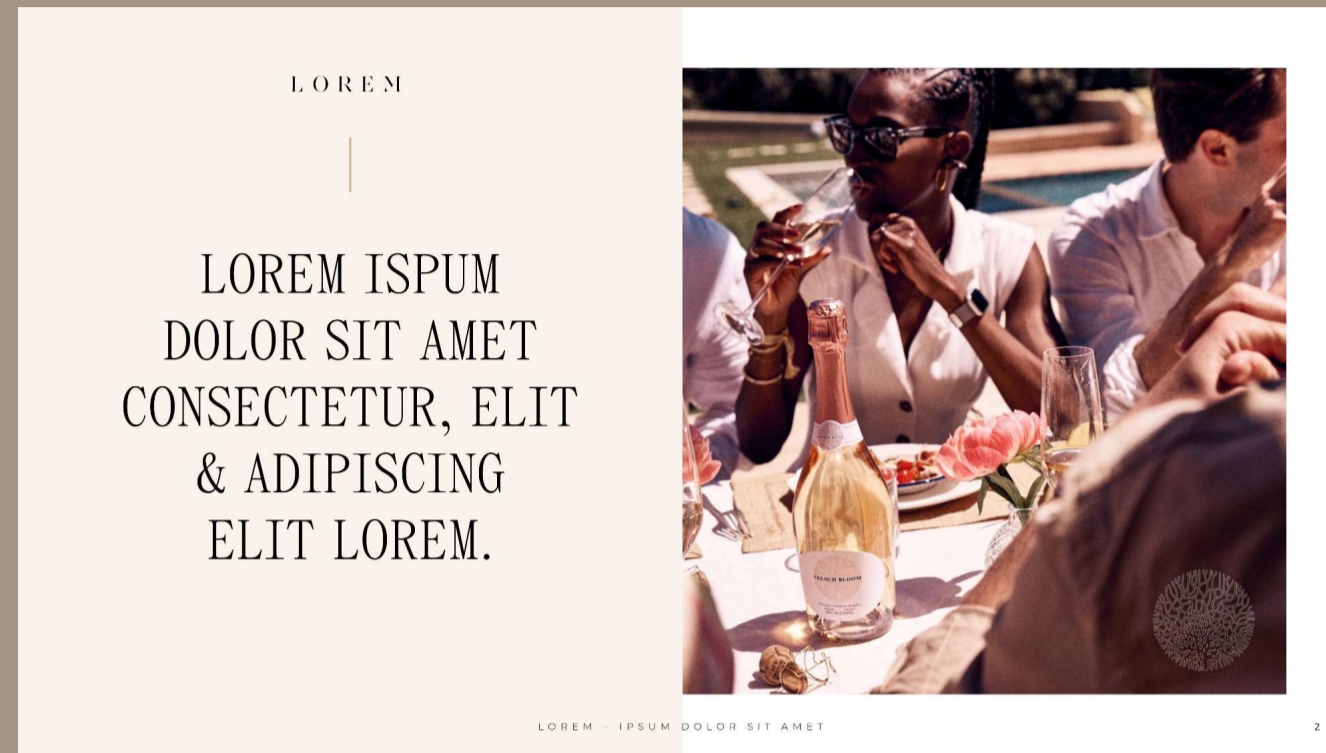 LOREM
LOREM ISPUM
DOLOR SIT AMET
CONSECTETUR, ELIT
& ADIPISCING
ELIT LOREM.
FRENCH BLOOM
LOREM – IPSUM DOLOR SIT AMET
2